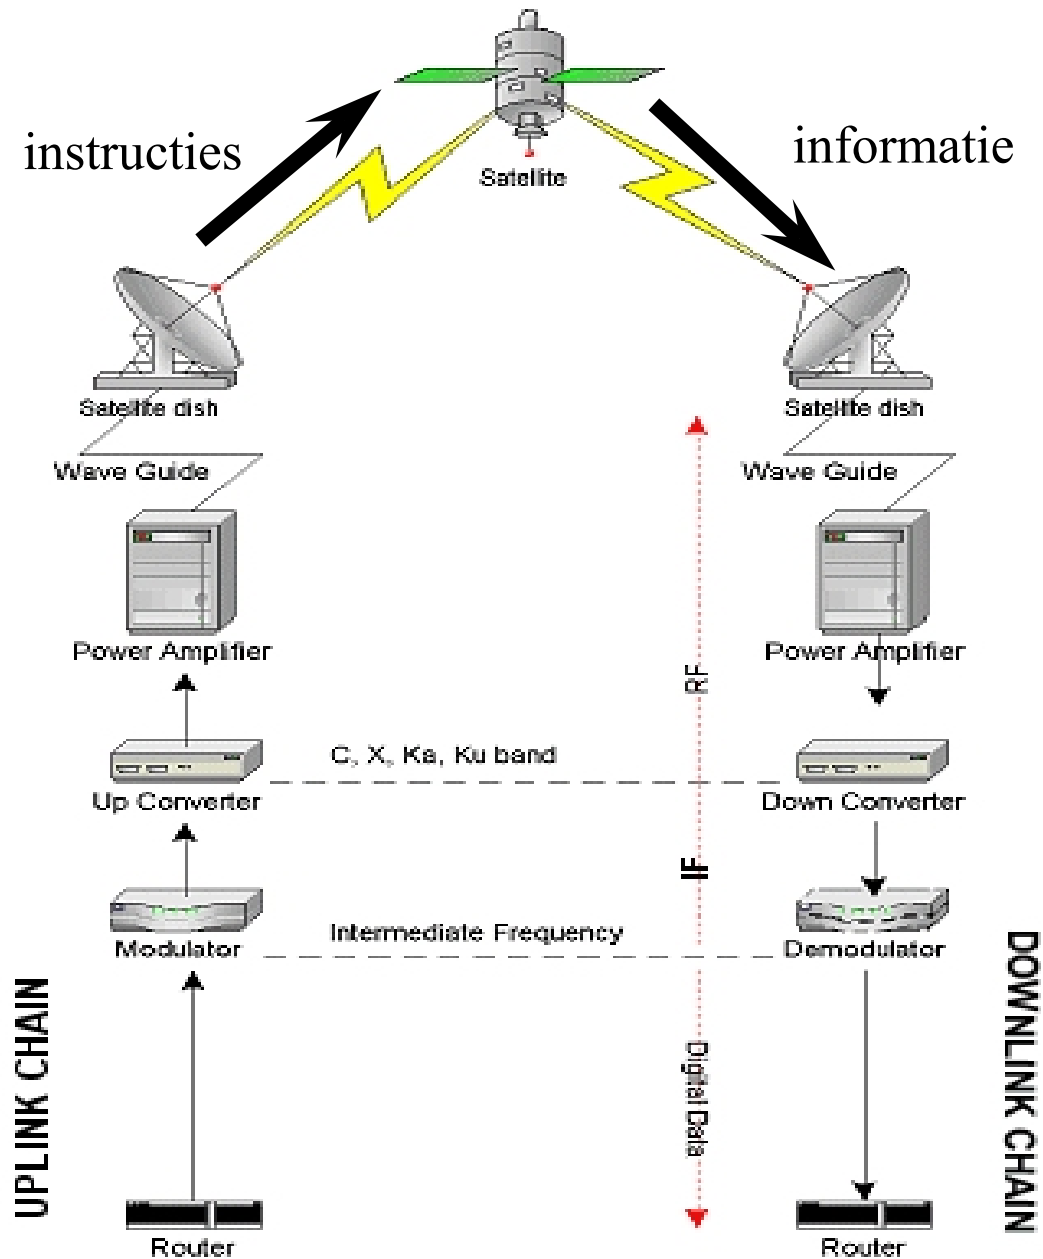 instructies
informatie
Satellite
Satellite dish
Satellite dish
Wave Guide
Wave Guide
Power Amplifier
Power Amplifier
RF
C, X, Ka, Ku band
Up Converter
Down Converter
IF
Intermediate Frequency
Modulator
Demodulator
UPLINK CHAIN
DOWNLINK CHAIN
Digital Data
Router
Router